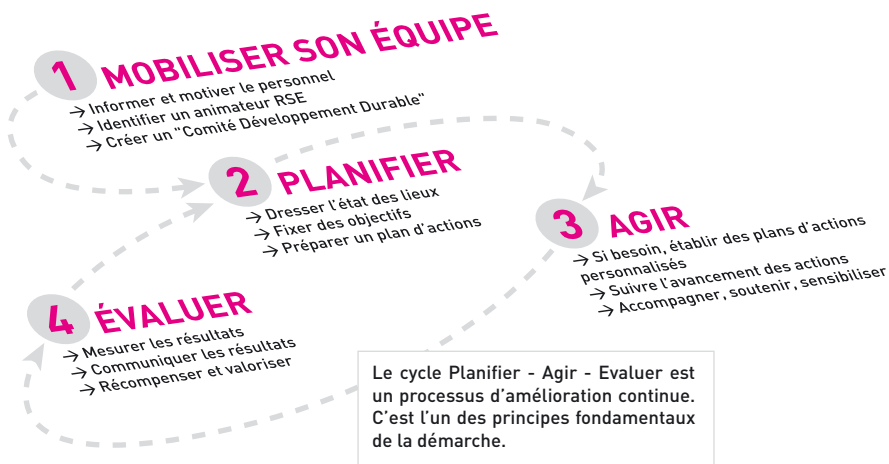 1 MOBILISER SON ÉQUIPE
→ Informer et motiver le personnel
→ Identifier un animateur RSE
→ Créer un "Comité Développement Durable"
2 PLANIFIER
→ Dresser l'état des lieux
→ Fixer des objectifs
→ Préparer un plan d'actions
3 AGIR
→ Si besoin, établir des plans d'actions
personnalisés
→ Suivre l'avancement des actions
→ Accompagner, soutenir, sensibiliser
4 ÉVALUER
→ Mesurer les résultats
→ Communiquer les résultats
→ Récompenser et valoriser
Le cycle Planifier - Agir - Evaluer est
un processus d'amélioration continue.
C'est l'un des principes fondamentaux
de la démarche.